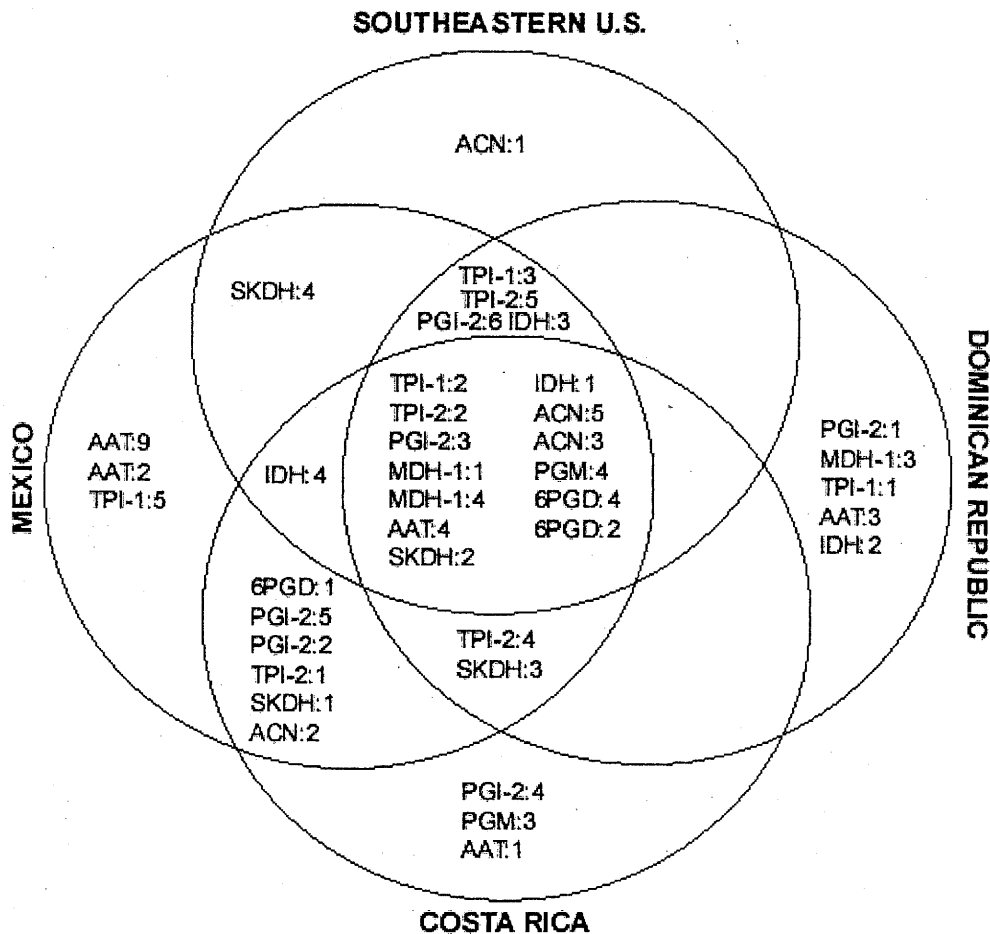 SOUTHEASTERN U.S.
ACN:1
SKDH:4
TPI-1:3
TPI-2:5
PGI-2:6 IDH:3
TPI-1:2
TPI-2:2
PGI-2:3
MDH-1:1
MDH-1:4
AAT:4
SKDH:2
IDH:1
ACN:5
ACN:3
PGM:4
6PGD:4
6PGD:2
MEXICO
AAT:9
AAT:2
TPI-1:5
IDH:4
PGI-2:1
MDH-1:3
TPI-1:1
AAT:3
IDH:2
DOMINICAN REPUBLIC
6PGD:1
PGI-2:5
PGI-2:2
TPI-2:1
SKDH:1
ACN:2
TPI-2:4
SKDH:3
PGI-2:4
PGM:3
AAT:1
COSTA RICA